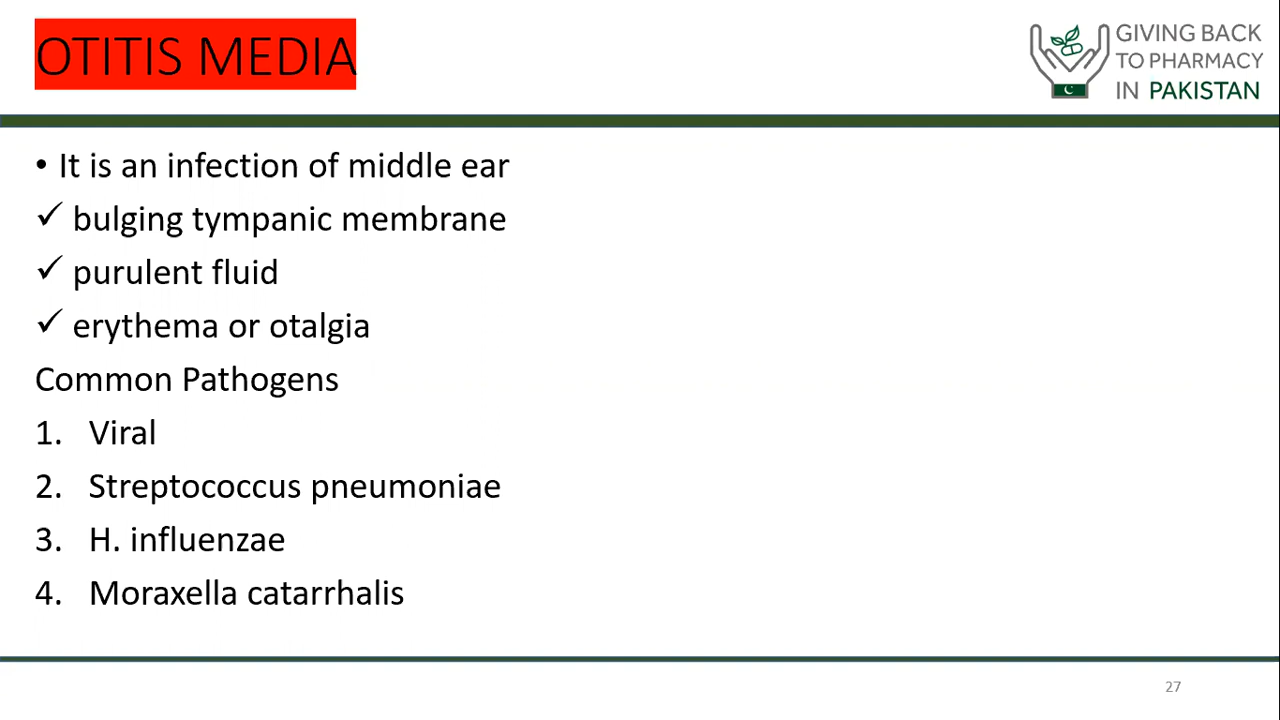 OTITIS MEDIA
GIVING BACK
TO PHARMACY
IN PAKISTAN
• It is an infection of middle ear
✓ bulging tympanic membrane
✓ purulent fluid
✓ erythema or otalgia
Common Pathogens
1. Viral
2. Streptococcus pneumoniae
3. H. influenzae
4. Moraxella catarrhalis
27